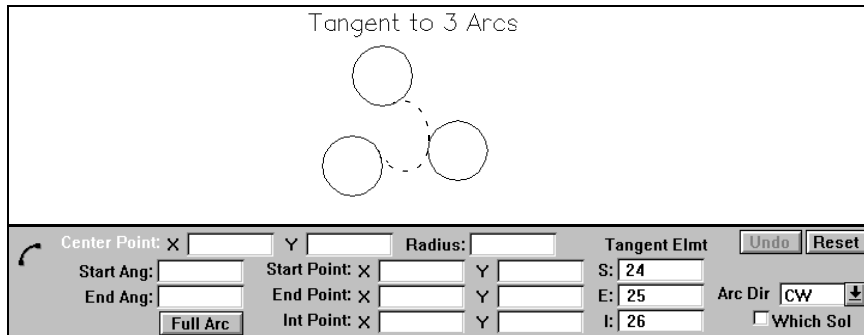 Tangent to 3 Arcs
Center Point: X Y Radius: Tangent Elmt Undo Reset
Start Ang: Start Point: X Y S: 24
End Ang: End Point: X Y E: 25 Arc Dir CW
Full Arc Int Point: X Y I: 26 Which Sol